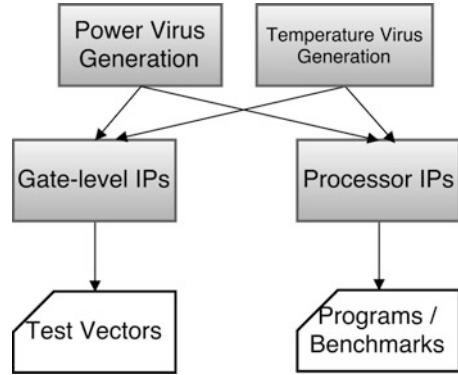 Power Virus
Generation
Temperature Virus
Generation
Gate-level IPs
Processor IPs
Test Vectors
Programs /
Benchmarks